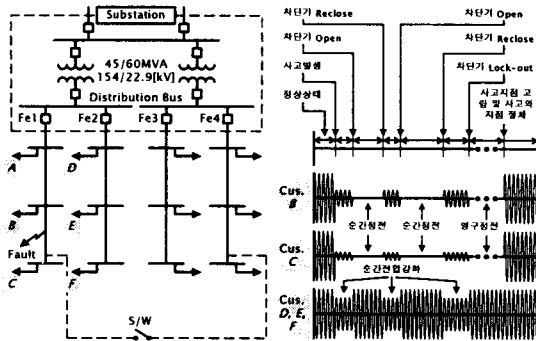 Substation
45/60MVA
154/22.9[kV]
Distribution Bus
Fe1
Fe2
Fe3
Fe4
A
D
B
E
Fault
C
F
S/W
차단기 Reclose
차단기 Open
차단기 Open
차단기 Reclose
사고발생
차단기 Lock-out
정상상태
사고지점 고
립 및 사고와
지점 정화
Cus.
B
순간정전
순간정전
영구정전
Cus.
C
순간전압강하
Cus.
D, E,
F